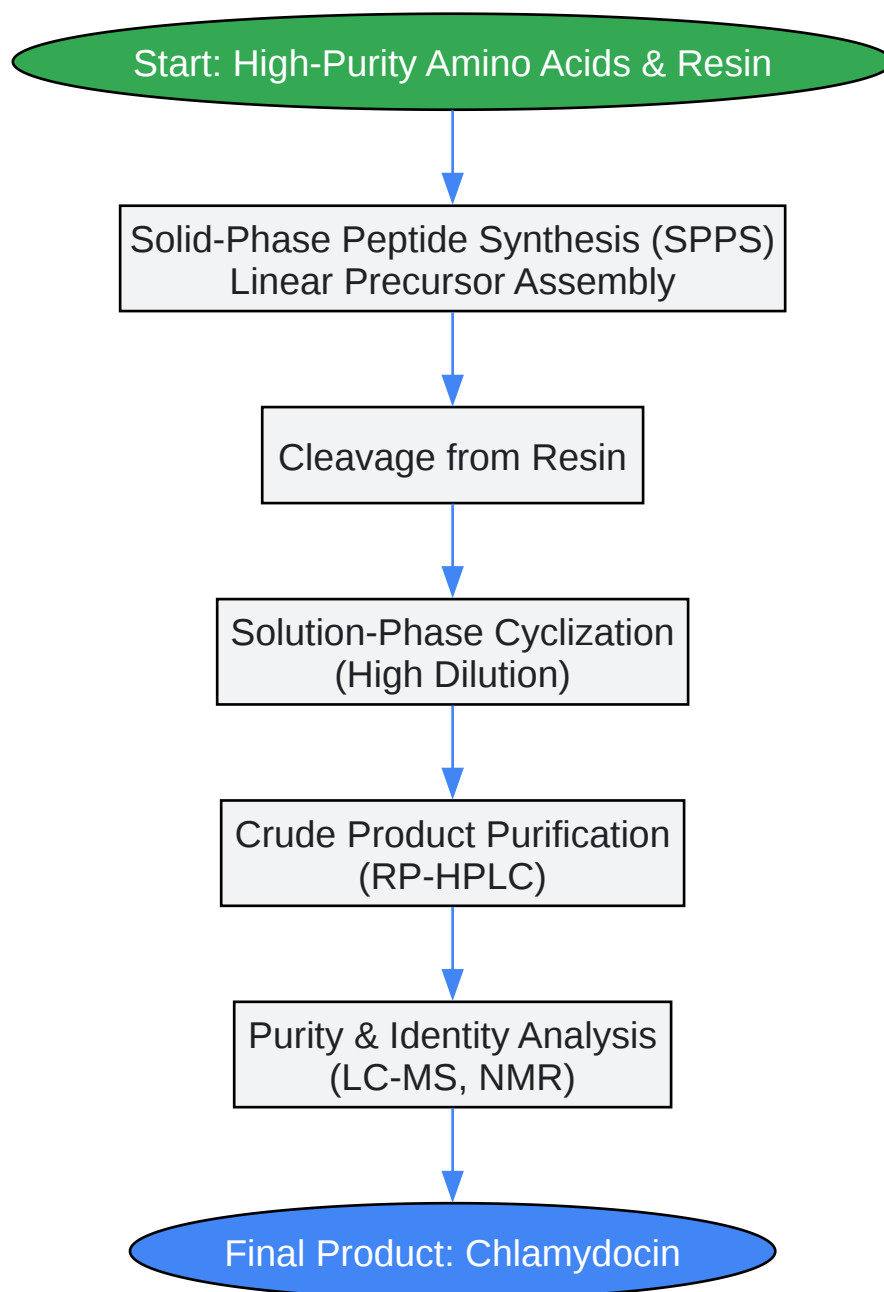 Start: High-Purity Amino Acids & Resin
Solid-Phase Peptide Synthesis (SPPS)
Linear Precursor Assembly
Cleavage from Resin
Solution-Phase Cyclization
(High Dilution)
Crude Product Purification
(RP-HPLC)
Purity & Identity Analysis
(LC-MS, NMR)
Final Product: Chlamydocin